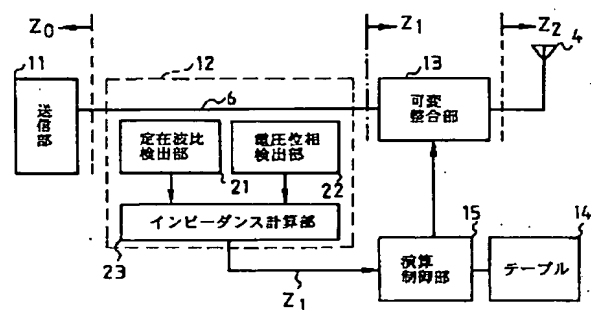 Z0
Z1
Z2
11
12
13
4
送信部
6
可変
整合部
定在波比
検出部
電圧位相
検出部
21
22
インピーダンス計算部
23
15
14
演算
制御部
テーブル
Z1